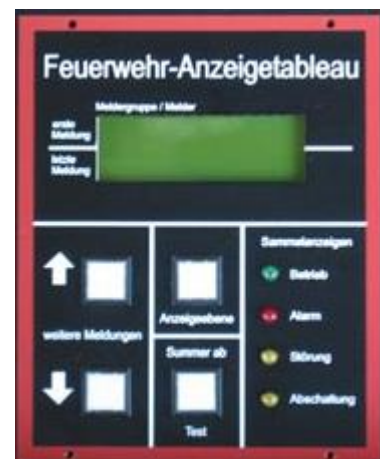 Feuerwehr-Anzeigetableau
Meldergruppe / Melder
erste
Meldung
letzte
Meldung
Sammelanzeigen
Betrieb
Anzeigeebene
Alarm
weitere Meldungen
Summer ab
Störung
Abschaltung
Test